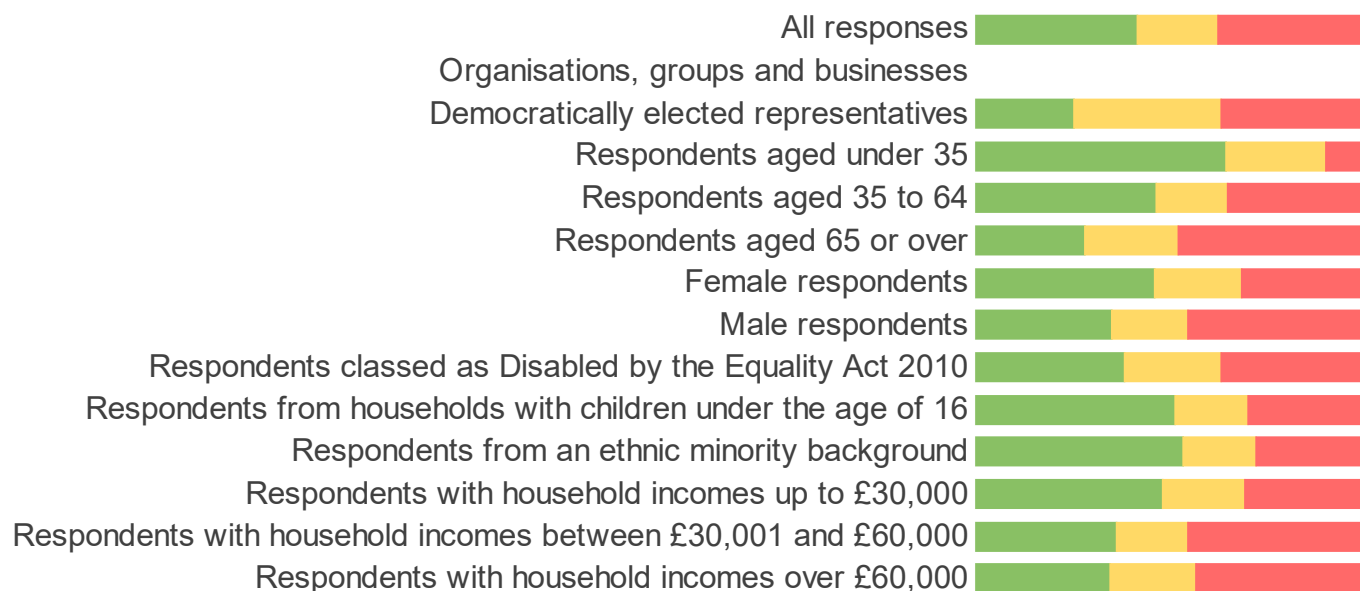 All responses
Organisations, groups and businesses
Democratically elected representatives
Respondents aged under 35
Respondents aged 35 to 64
Respondents aged 65 or over
Female respondents
Male respondents
Respondents classed as Disabled by the Equality Act 2010
Respondents from households with children under the age of 16
Respondents from an ethnic minority background
Respondents with household incomes up to £30,000
Respondents with household incomes between £30,001 and £60,000
Respondents with household incomes over £60,000